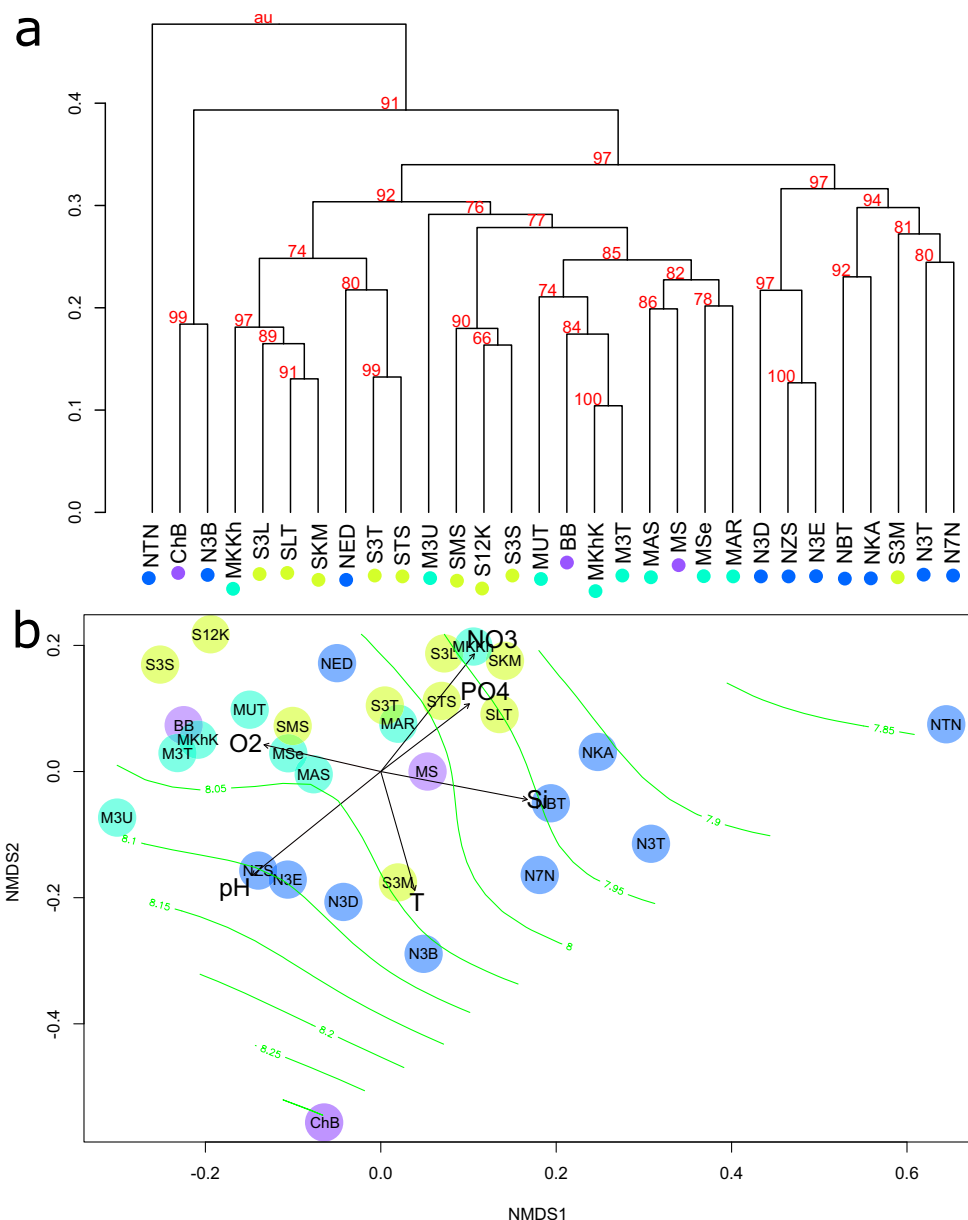 a
au
91
97
92
97
76
94
77
81
74
85
80
80
82
97
92
74
86
78
99
97
90
84
89
66
91
99
100
100
0.4
0.3
0.2
0.1
0.0
NTN
ChB
N3B
MKKh
S3L
SLT
SKM
NED
S3T
STS
M3U
SMS
S12K
S3S
MUT
BB
MKhK
M3T
MAS
MS
MSe
MAR
N3D
NZS
N3E
NBT
NKA
S3M
N3T
N7N
b
S12K
S3S
NED
S3L
MKKh
NO3
SKM
PO4
MUT
S3T
STS
SLT
7.85
NTN
BB
SMS
MAR
MKhK
M3T
O2
MSe
NKA
MAS
MS
8.05
Si
NBT
M3U
7.9
8.1
N3T
NZS
N3E
pH
S3M
T
N7N
7.95
8.15
N3D
8
N3B
8.2
8.25
ChB
0.2
0.0
-0.2
-0.4
NMDS2
-0.2
0.0
0.2
0.4
0.6
NMDS1